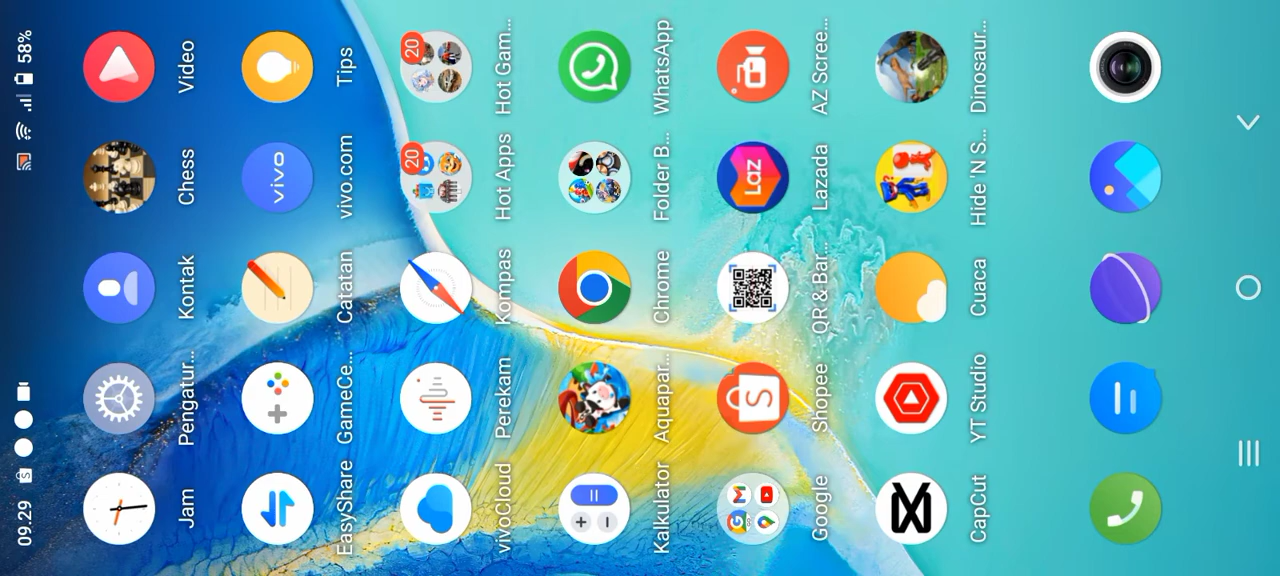 09.29 58%
Jam Pengatur... Kontak Chess Video
EasyShare GameCe... Catatan vivo vivo.com Tips
vivoCloud Perekam Kompas 20 Hot Apps 20 Hot Gam...
Kalkulator Aquapar... Chrome Folder B... WhatsApp
Google Shopee QR & Bar... Laz Lazada AZ Scree...
CapCut YT Studio Cuaca Hide N S... Dinosaur...